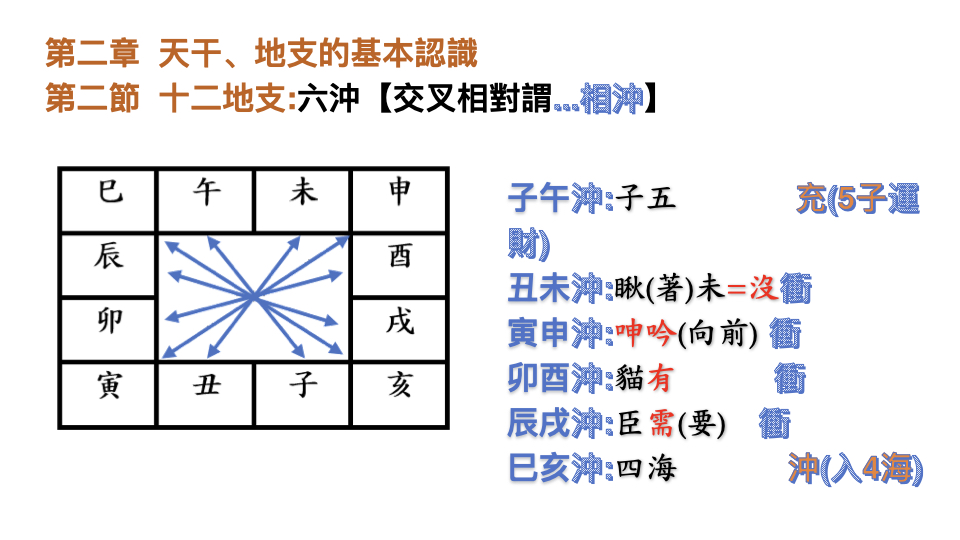 第二章 天干、地支的基本認識
第二節 十二地支:六沖【交叉相對謂…相沖】
巳 午 未 申
辰 酉
卯 戌
寅 丑 子 亥
子午沖:子五 充(5子運
財)
丑未沖:瞅(著)未=沒衝
寅申沖:呻吟(向前) 衝
卯酉沖:貓有 衝
辰戌沖:臣需(要) 衝
巳亥沖:四海 沖(入4海)